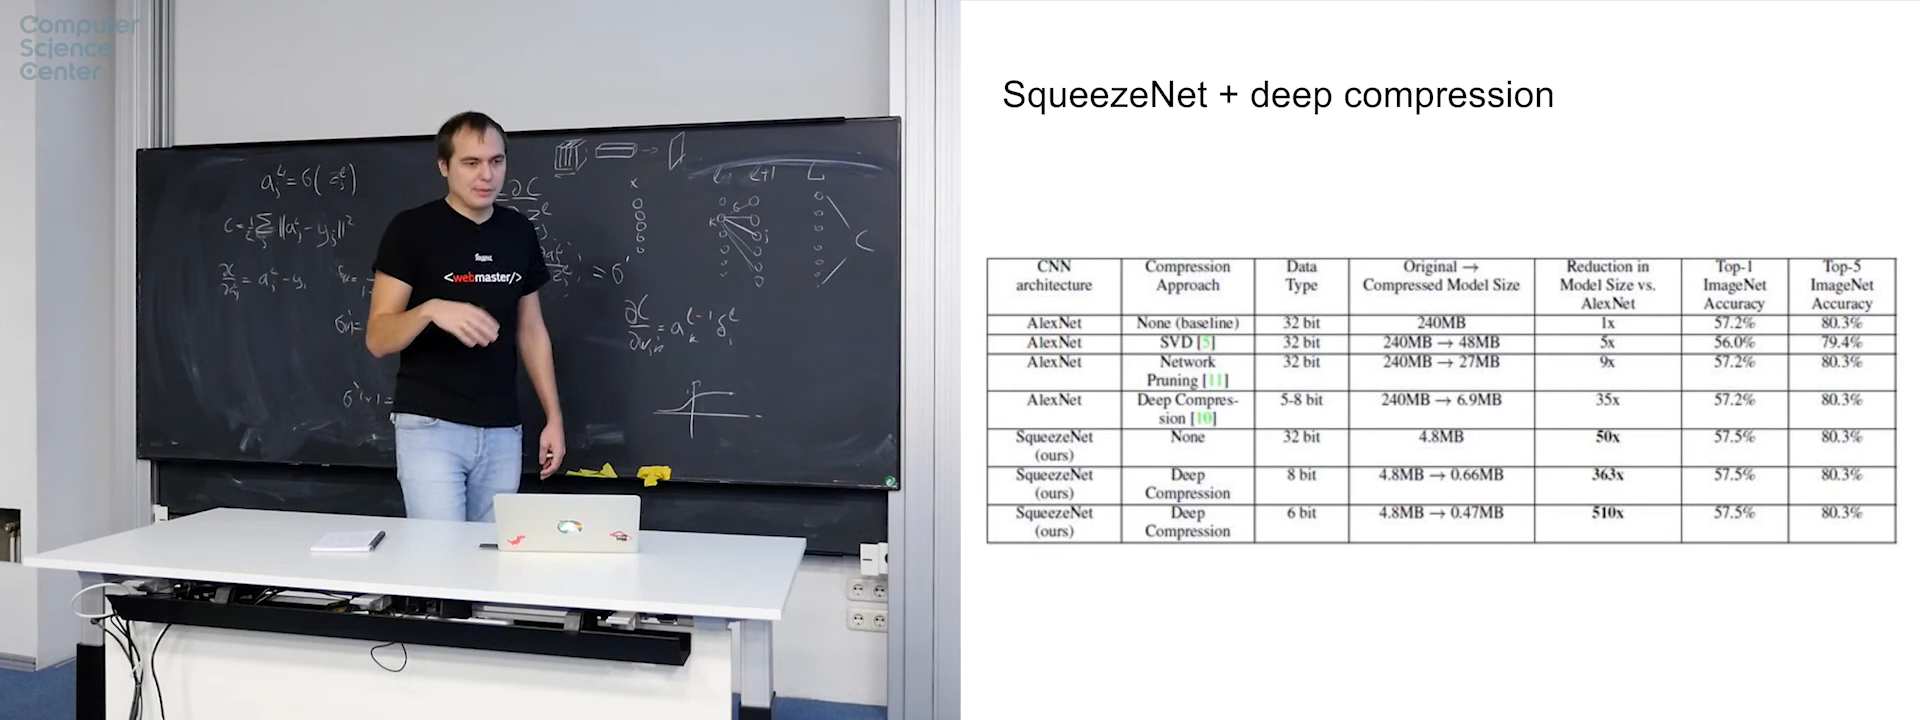 Computer
Science
Center
Яндекс
<webmaster/>
x
L
C
SqueezeNet + deep compression
CNN architecture | Compression Approach | Data Type | Original → Compressed Model Size | Reduction in Model Size vs. AlexNet | Top-1 ImageNet Accuracy | Top-5 ImageNet Accuracy
AlexNet | None (baseline) | 32 bit | 240MB | 1x | 57.2% | 80.3%
AlexNet | SVD [5] | 32 bit | 240MB → 48MB | 5x | 56.0% | 79.4%
AlexNet | Network Pruning [11] | 32 bit | 240MB → 27MB | 9x | 57.2% | 80.3%
AlexNet | Deep Compres-sion [10] | 5-8 bit | 240MB → 6.9MB | 35x | 57.2% | 80.3%
SqueezeNet (ours) | None | 32 bit | 4.8MB | 50x | 57.5% | 80.3%
SqueezeNet (ours) | Deep Compression | 8 bit | 4.8MB → 0.66MB | 363x | 57.5% | 80.3%
SqueezeNet (ours) | Deep Compression | 6 bit | 4.8MB → 0.47MB | 510x | 57.5% | 80.3%